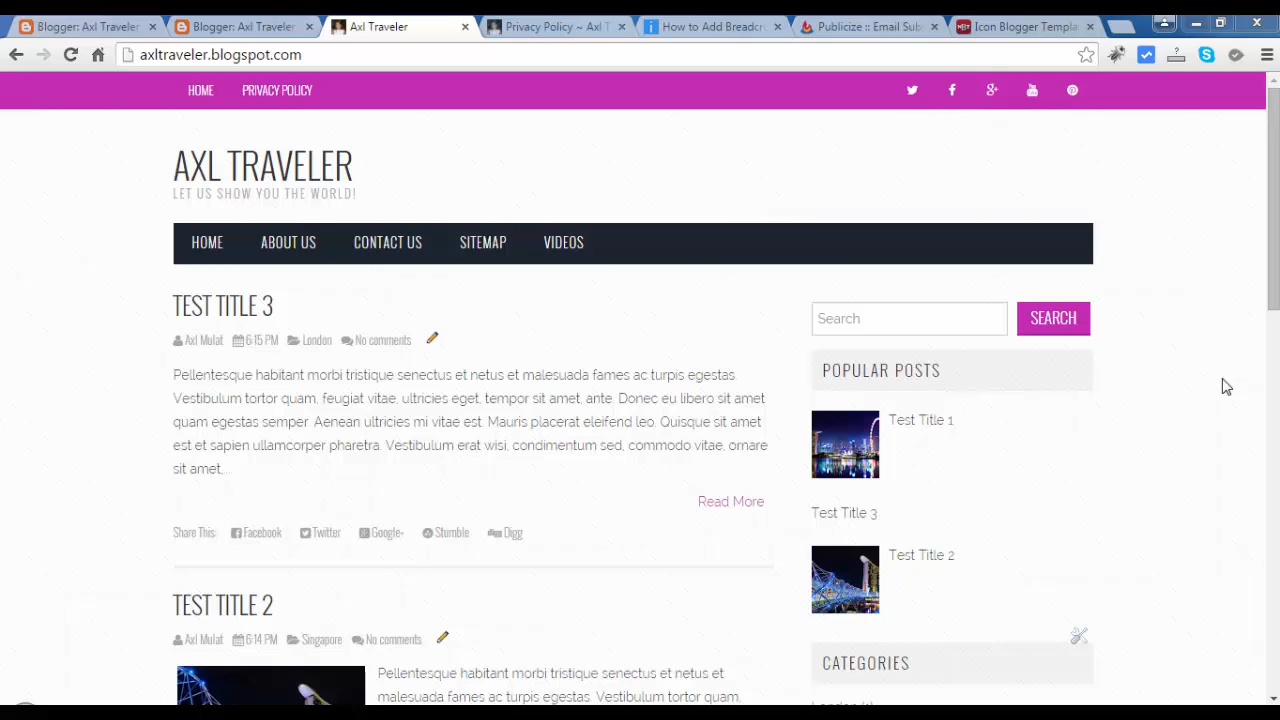 Blogger: Axl Traveler
Blogger: Axl Traveler
Axl Traveler
Privacy Policy ~ Axl T
How to Add Breadcr
Publicize :: Email Sub
Icon Blogger Templa
axltraveler.blogspot.com
HOME PRIVACY POLICY
AXL TRAVELER
LET US SHOW YOU THE WORLD!
HOME ABOUT US CONTACT US SITEMAP VIDEOS
TEST TITLE 3
Axl Mulat 6:15 PM London No comments
Pellentesque habitant morbi tristique senectus et netus et malesuada fames ac turpis egestas.
Vestibulum tortor quam, feugiat vitae, ultricies eget, tempor sit amet, ante. Donec eu libero sit amet
quam egestas semper. Aenean ultricies mi vitae est. Mauris placerat eleifend leo. Quisque sit amet
est et sapien ullamcorper pharetra. Vestibulum erat wisi, condimentum sed, commodo vitae, ornare
sit amet,...
Read More
Share This: Facebook Twitter Google+ Stumble Digg
TEST TITLE 2
Axl Mulat 6:14 PM Singapore No comments
Pellentesque habitant morbi tristique senectus et netus et
malesuada fames ac turpis egestas. Vestibulum tortor quam,
Search SEARCH
POPULAR POSTS
Test Title 1
Test Title 3
Test Title 2
CATEGORIES